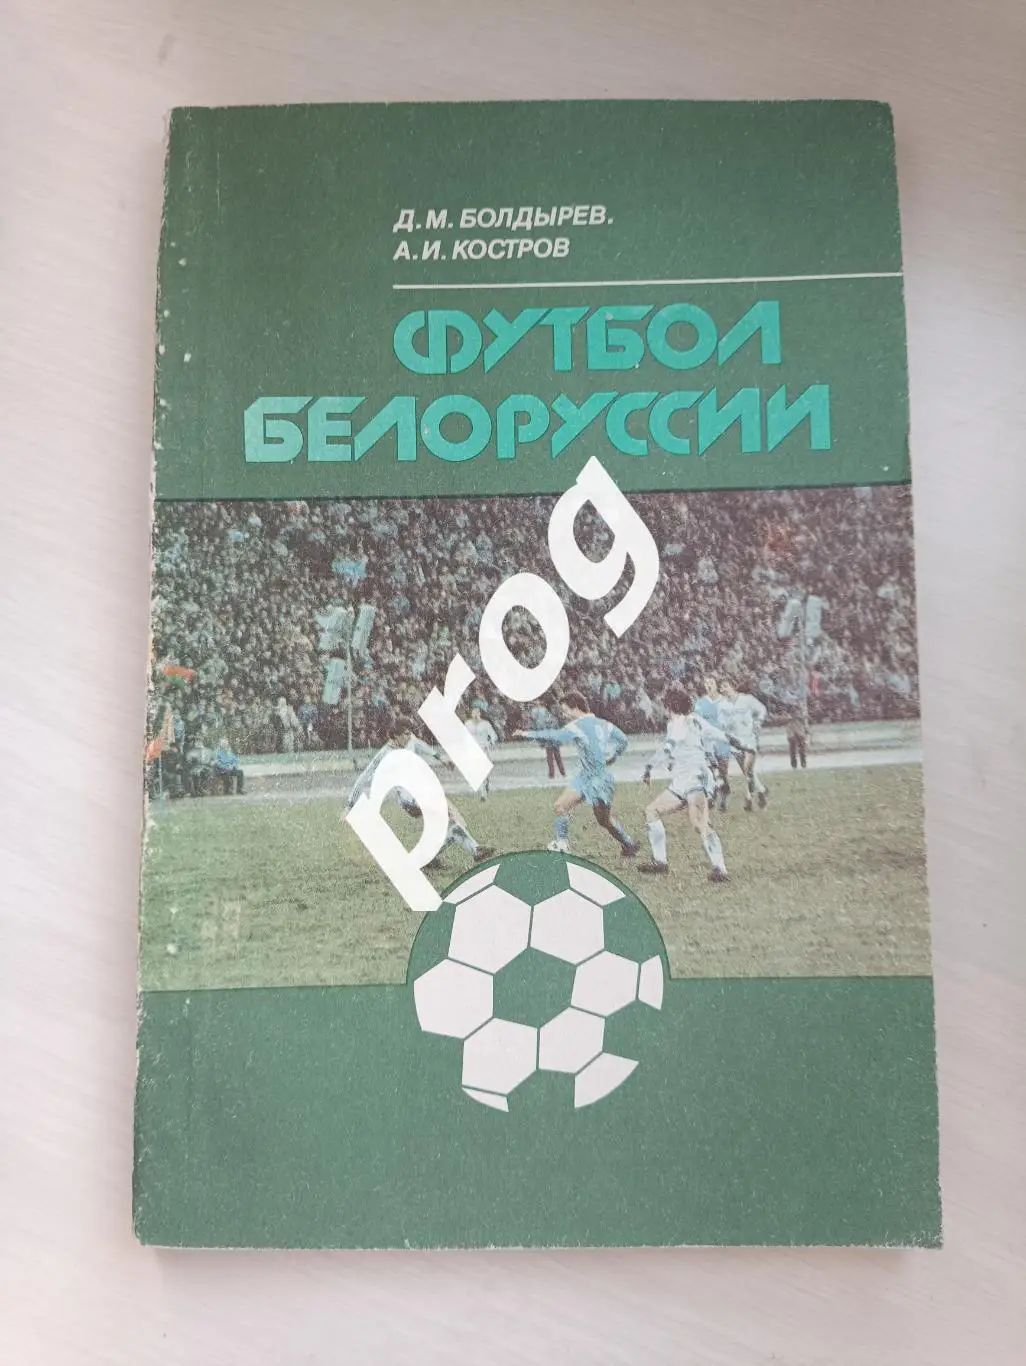 Д.М. БОЛДЫРЕВ.
А.И. КОСТРОВ
ФУТБОЛ
БЕЛОРУССИИ
prog